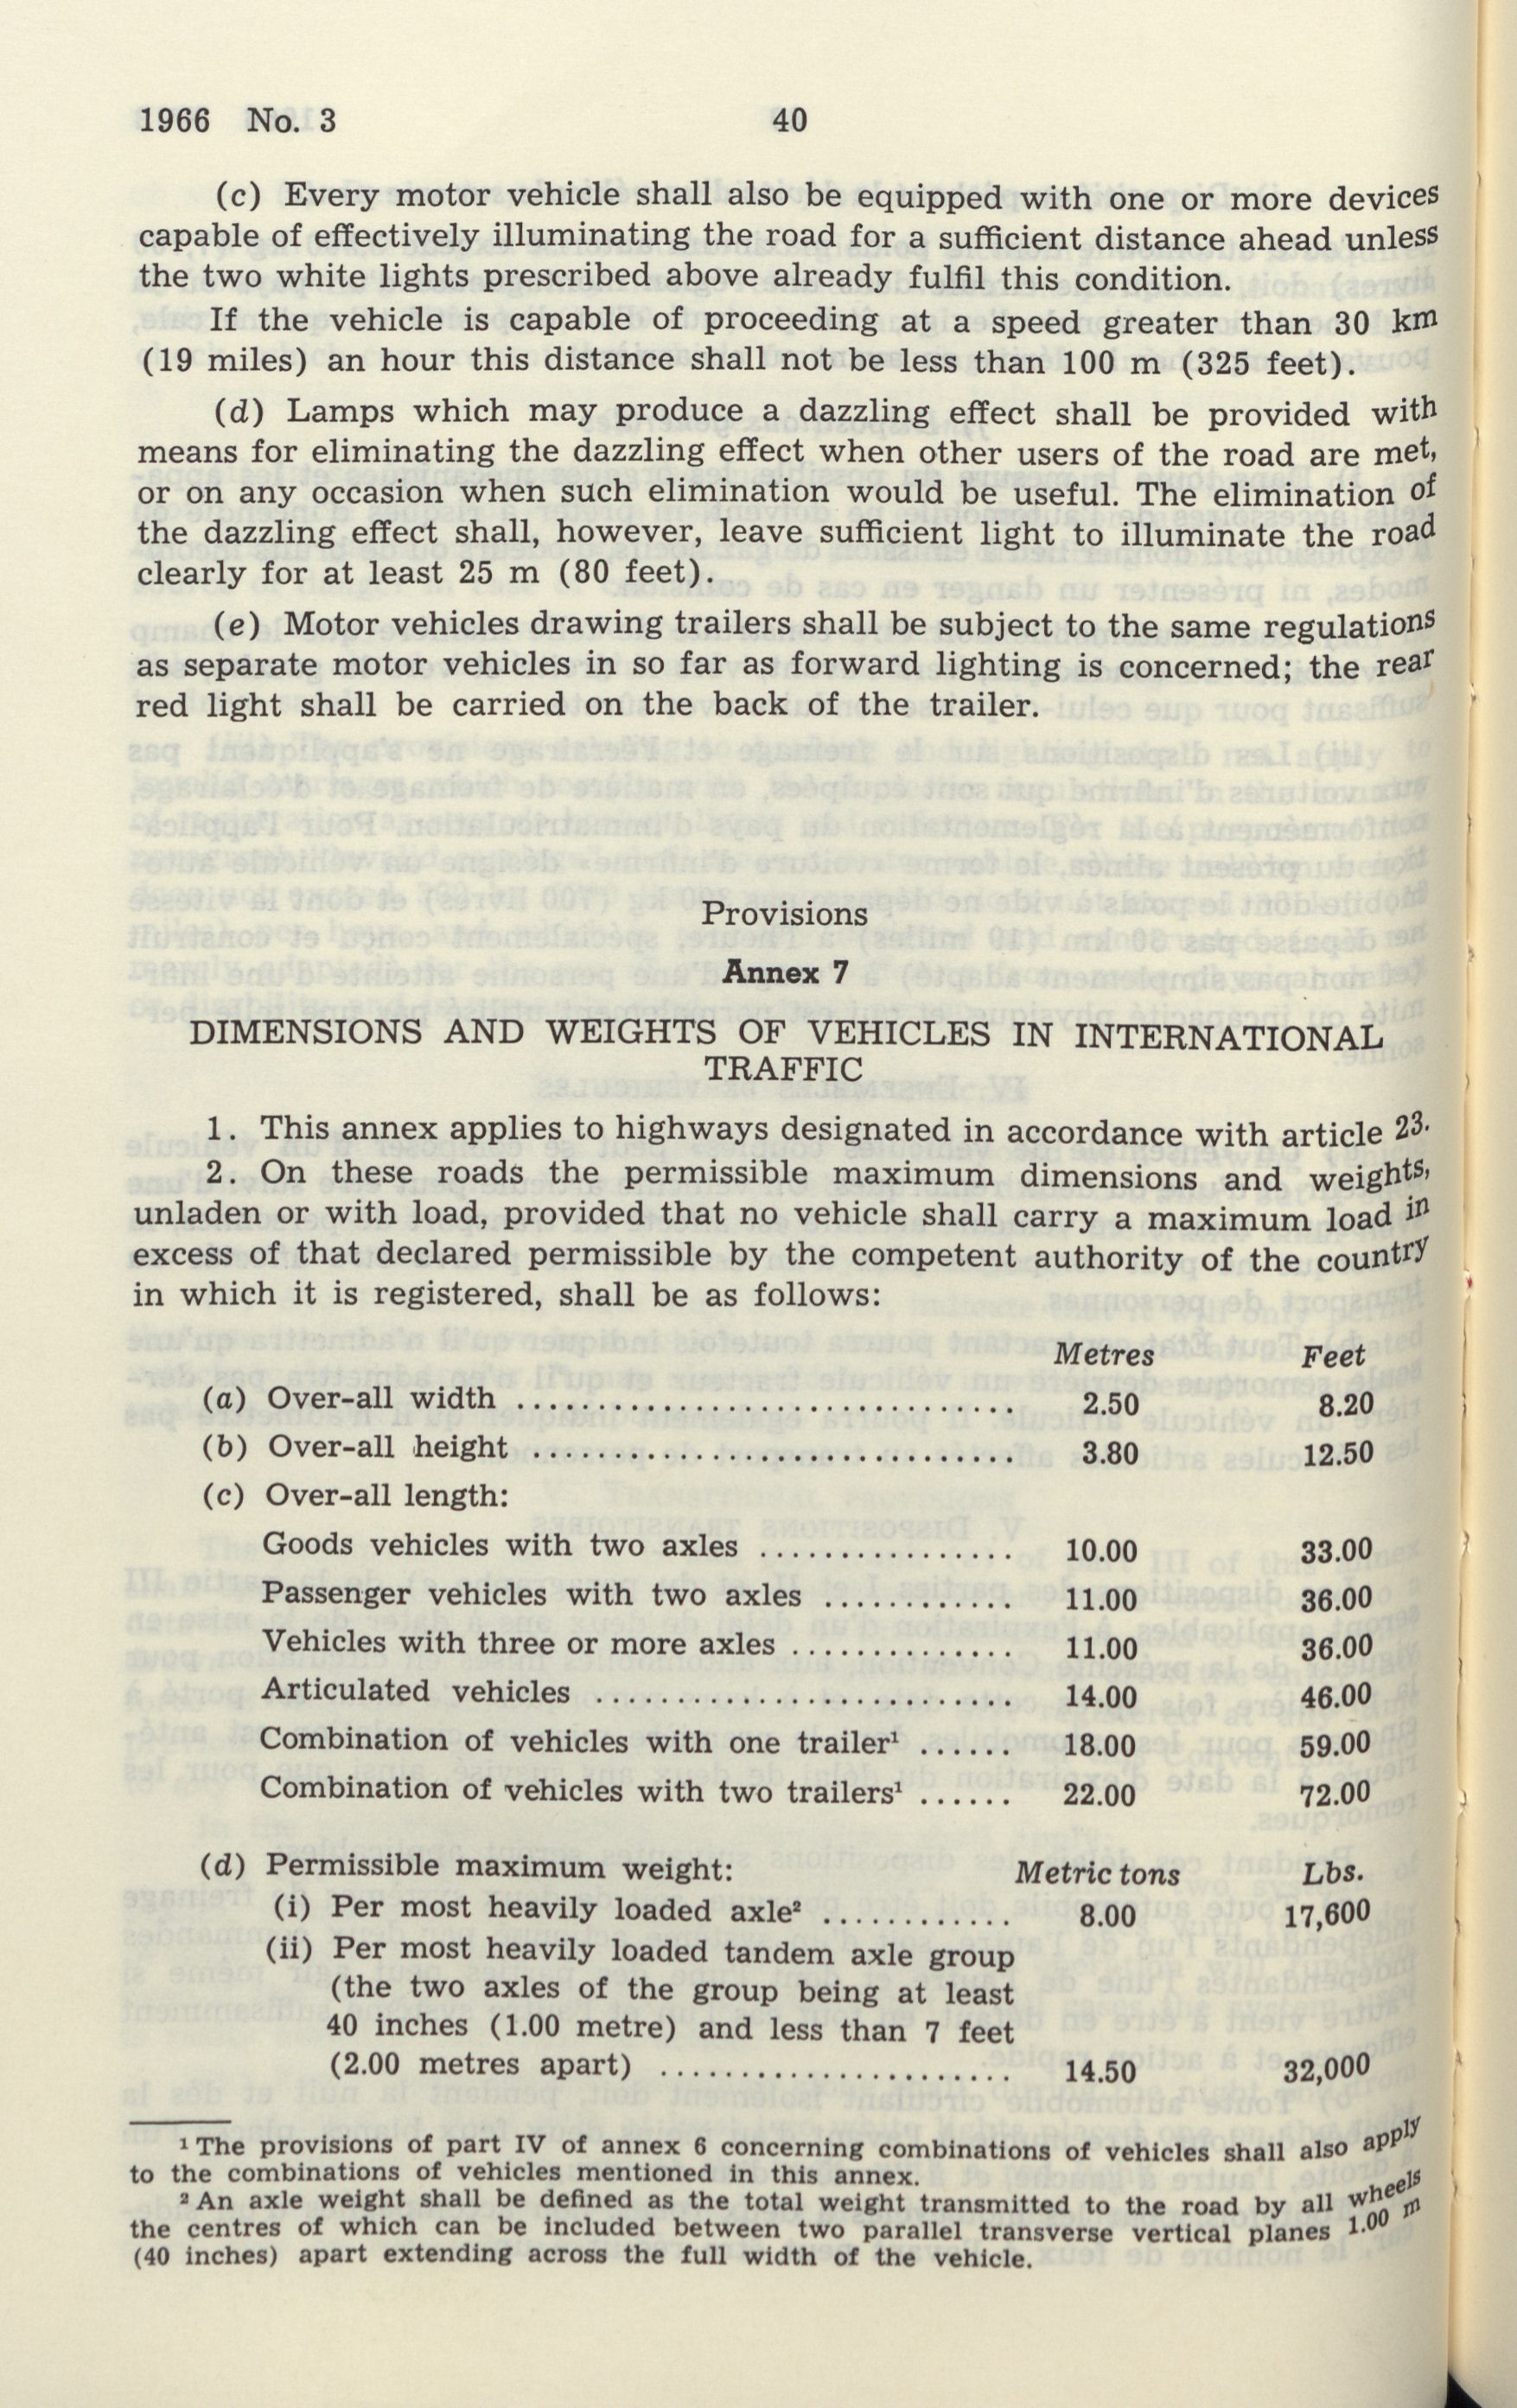 1966 No. 3 40
(c) Every motor vehicle shall also be equipped with one or more devices
capable of effectively illuminating the road for a sufficient distance ahead unless
the two white lights prescribed above already fulfil this condition.
If the vehicle is capable of proceeding at a speed greater than 30 km
(19 miles) an hour this distance shall not be less than 100 m (325 feet).
(d) Lamps which may produce a dazzling effect shall be provided with
means for eliminating the dazzling effect when other users of the road are met,
or on any occasion when such elimination would be useful. The elimination of
the dazzling effect shall, however, leave sufficient light to illuminate the road
clearly for at least 25 m (80 feet).
(e) Motor vehicles drawing trailers shall be subject to the same regulations
as separate motor vehicles in so far as forward lighting is concerned; the rear
red light shall be carried on the back of the trailer.
Provisions
Annex 7
DIMENSIONS AND WEIGHTS OF VEHICLES IN INTERNATIONAL
TRAFFIC
1. This annex applies to highways designated in accordance with article 23.
2. On these roads the permissible maximum dimensions and weights,
unladen or with load, provided that no vehicle shall carry a maximum load in
excess of that declared permissible by the competent authority of the country
in which it is registered, shall be as follows:
Metres Feet
(a) Over-all width ............................... 2.50 8.20
(b) Over-all height .............................. 3.80 12.50
(c) Over-all length:
Goods vehicles with two axles ................ 10.00 33.00
Passenger vehicles with two axles ............ 11.00 36.00
Vehicles with three or more axles .............. 11.00 36.00
Articulated vehicles .......................... 14.00 46.00
Combination of vehicles with one trailer¹ ...... 18.00 59.00
Combination of vehicles with two trailers¹ ...... 22.00 72.00
(d) Permissible maximum weight: Metric tons Lbs.
(i) Per most heavily loaded axle² ............ 8.00 17,600
(ii) Per most heavily loaded tandem axle group
(the two axles of the group being at least
40 inches (1.00 metre) and less than 7 feet
(2.00 metres apart) ...................... 14.50 32,000
¹ The provisions of part IV of annex 6 concerning combinations of vehicles shall also apply
to the combinations of vehicles mentioned in this annex.
² An axle weight shall be defined as the total weight transmitted to the road by all wheels
the centres of which can be included between two parallel transverse vertical planes 1.00 m
(40 inches) apart extending across the full width of the vehicle.